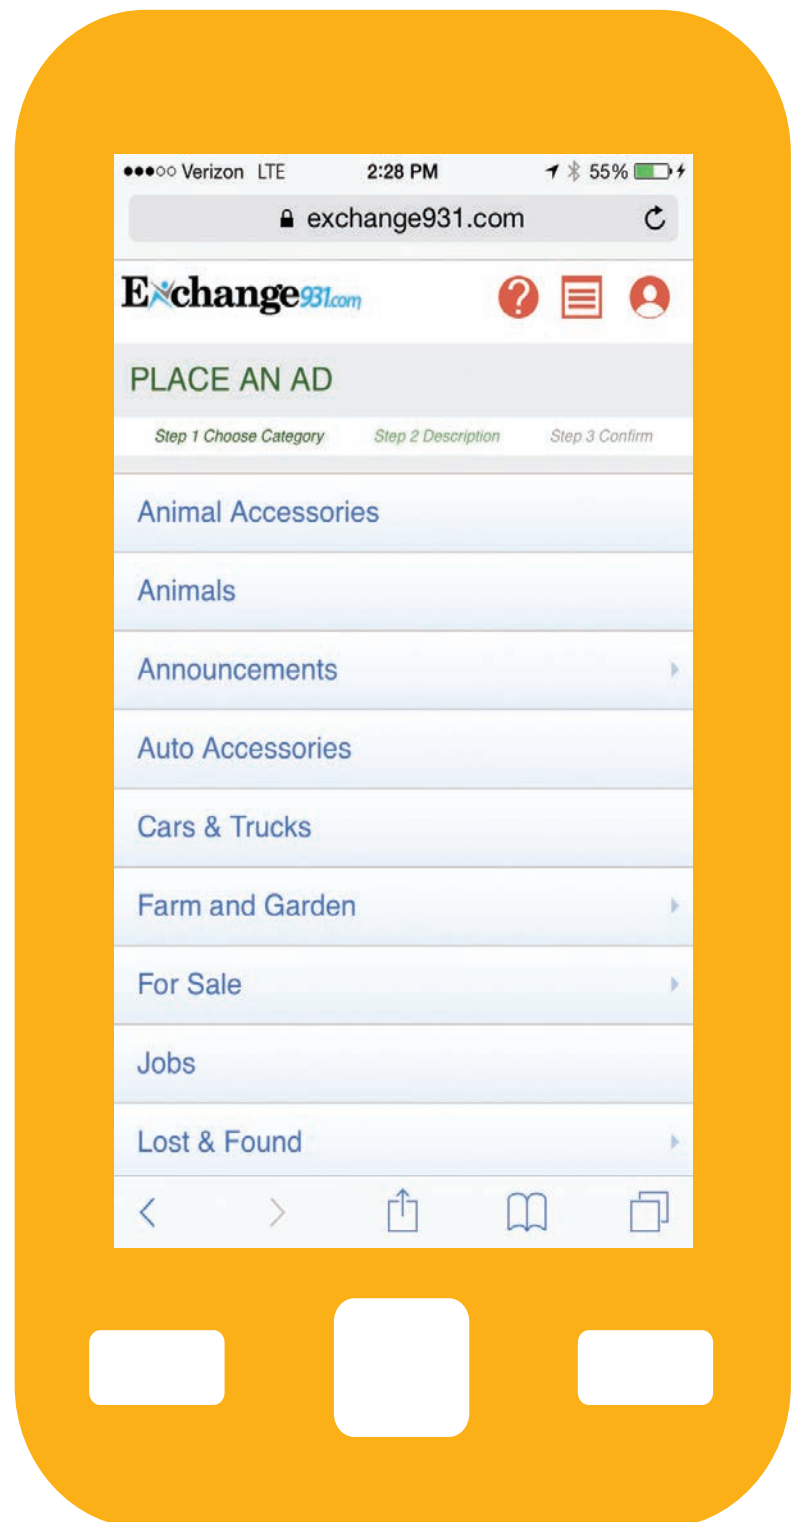 Verizon LTE 2:28 PM 55%
exchange931.com
Exchange931.com
?
PLACE AN AD
Step 1 Choose Category Step 2 Description Step 3 Confirm
Animal Accessories
Animals
Announcements
Auto Accessories
Cars & Trucks
Farm and Garden
For Sale
Jobs
Lost & Found